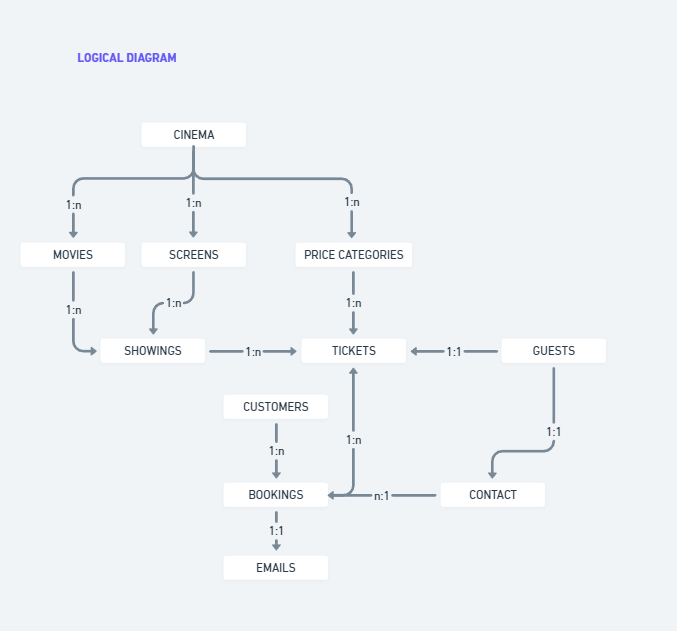 LOGICAL DIAGRAM
CINEMA
1:n
1:n
1:n
MOVIES
SCREENS
PRICE CATEGORIES
1:n
1:n
1:n
SHOWINGS
1:n
TICKETS
1:1
GUESTS
CUSTOMERS
1:n
1:1
1:n
BOOKINGS
n:1
CONTACT
1:1
EMAILS